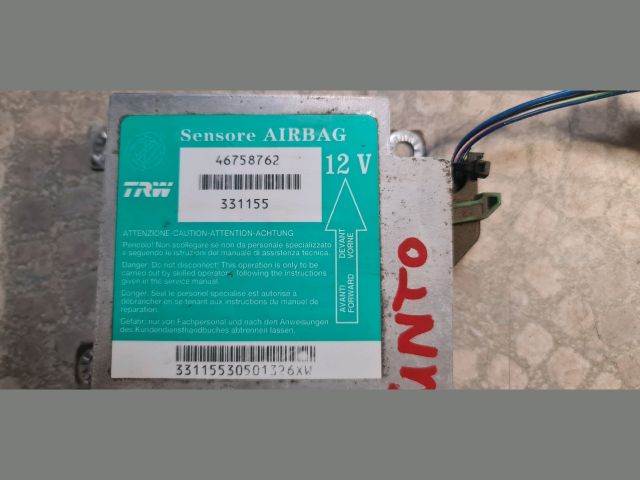 Sensore AIRBAG
46758762
12 V
TRW
331155
ATTENZIONE-CAUTION-ATTENTION-ACHTUNG
Pericolo! Non scollegare se non da personale specializzato
e seguendo le istruzioni del manuale di assistenza tecnica.
Danger: Do not disconnect! This operation is only to be
carried out by skilled operators, following the instructions
given in the service manual.
Danger: Seul le personel specialise est autorise à
débrancher en se tenant aux instructions du manuel de
reparation.
Gefahr: nur von Fachpersonal und nach den Anweisungen
des Kundendiensthandbuches abtrennen lassen.
AVANTI DEVANT
FORWARD VORNE
33115530501326XW
PUNTO